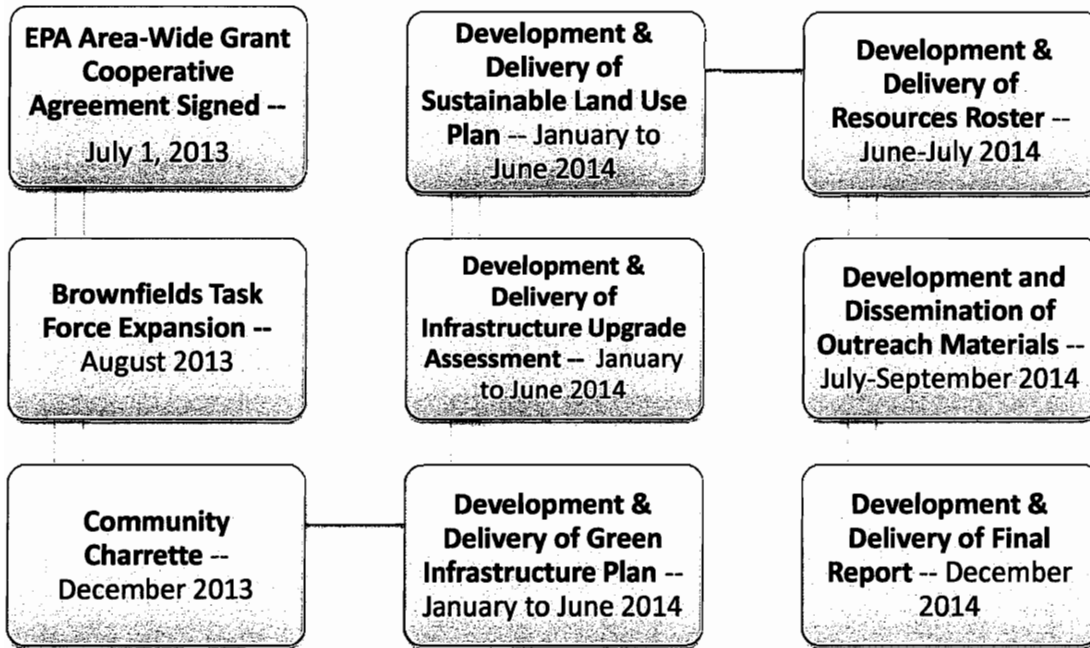 EPA Area-Wide Grant
Cooperative
Agreement Signed --
July 1, 2013
Brownfields Task
Force Expansion --
August 2013
Community
Charrette --
December 2013
Development &
Delivery of Green
Infrastructure Plan --
January to June 2014
Development &
Delivery of
Infrastructure Upgrade
Assessment -- January
to June 2014
Development &
Delivery of
Sustainable Land Use
Plan -- January to
June 2014
Development &
Delivery of
Resources Roster --
June-July 2014
Development and
Dissemination of
Outreach Materials --
July-September 2014
Development &
Delivery of Final
Report -- December
2014